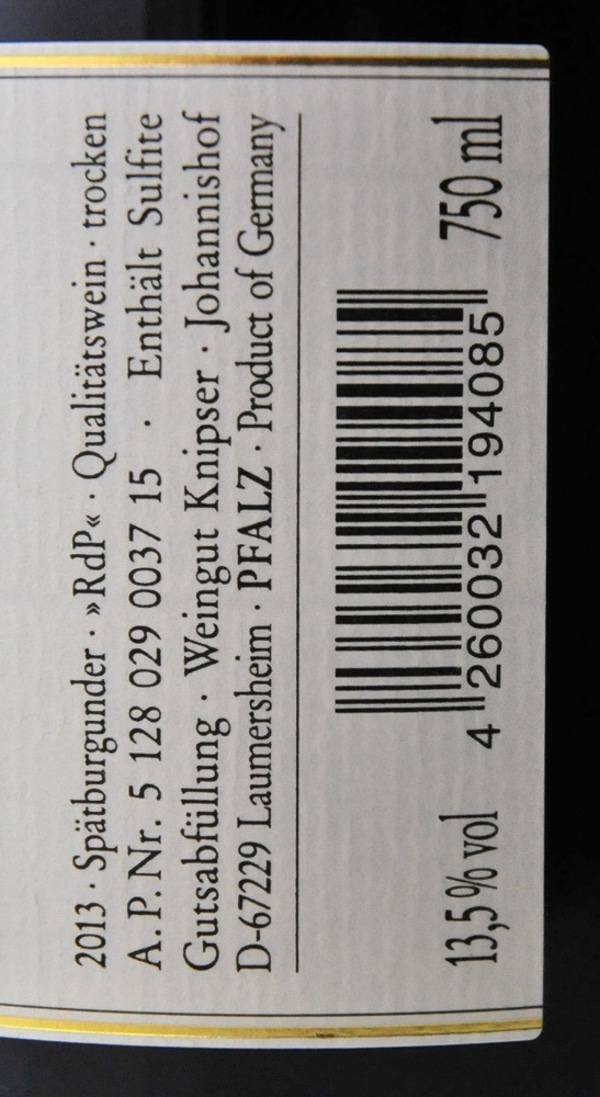 2013 · Spätburgunder · »RdP« · Qualitätswein · trocken
A.P.Nr. 5 128 029 0037 15 · Enthält Sulfite
Gutsabfüllung · Weingut Knipser · Johannishof
D-67229 Laumersheim · PFALZ · Product of Germany
13,5 % vol 4 260032 194085 750 ml